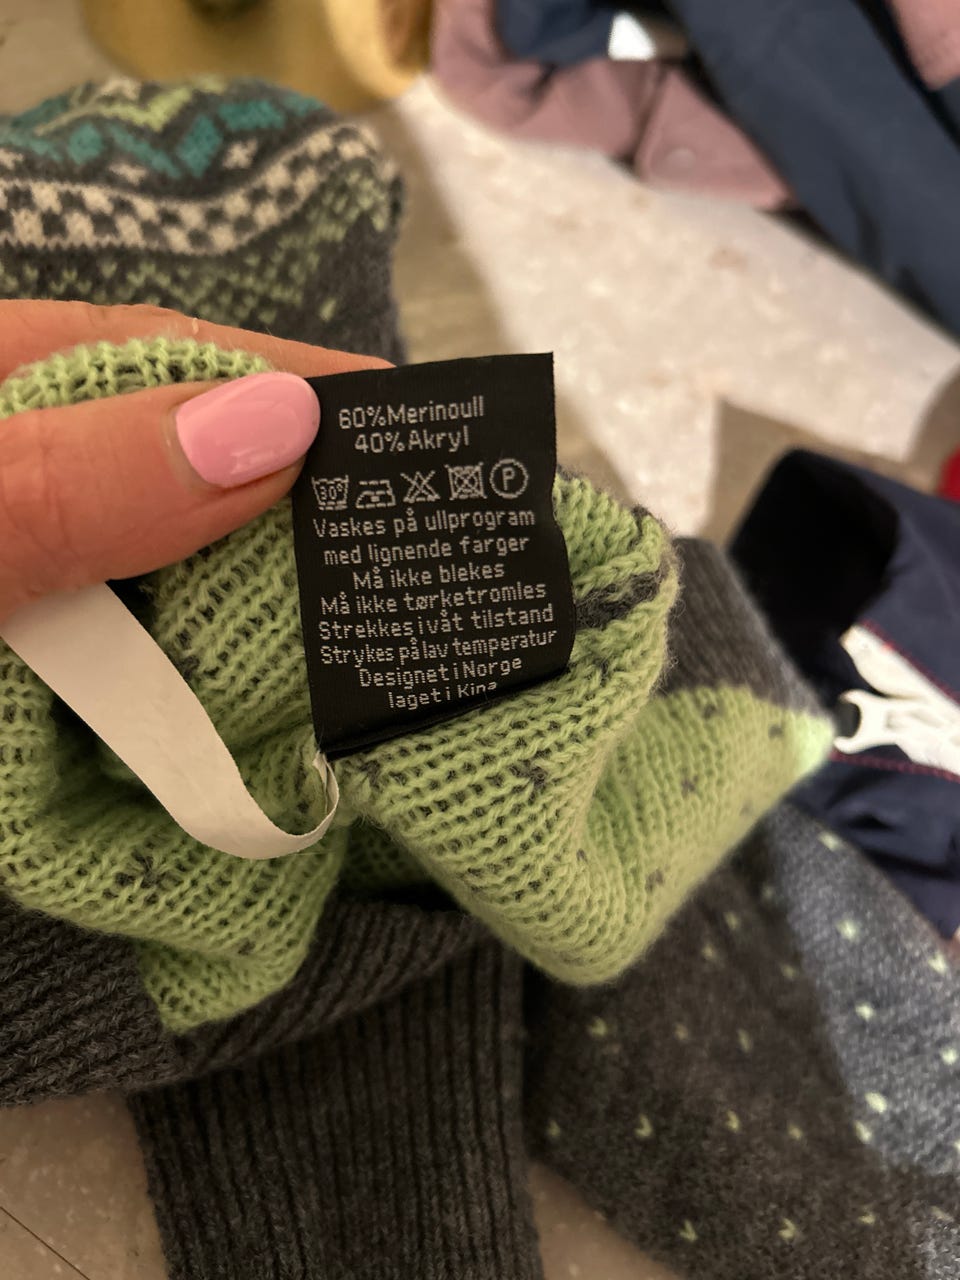 60%Merinoull
40%Akryl
30° P
Vaskes på ullprogram
med lignende farger
Må ikke blekes
Må ikke tørketromles
Strekkes i våt tilstand
Strykes på lav temperatur
Designet i Norge
laget i Kina